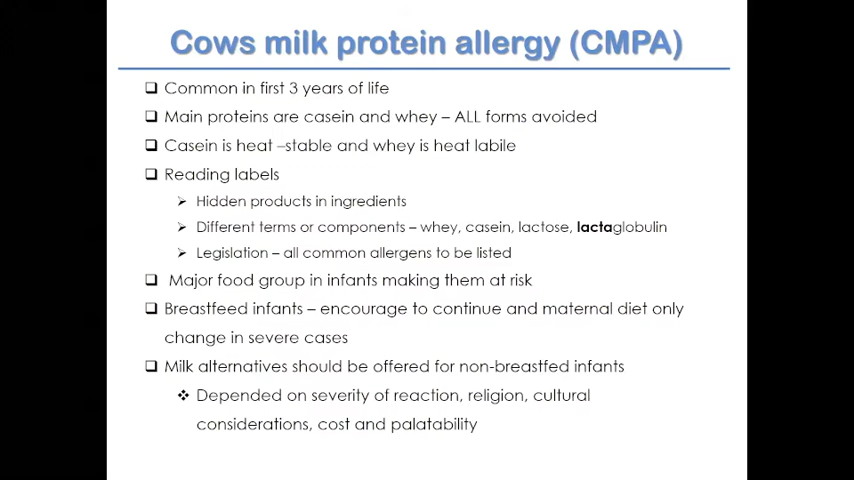 Cows milk protein allergy (CMPA)
❑ Common in first 3 years of life
❑ Main proteins are casein and whey – ALL forms avoided
❑ Casein is heat –stable and whey is heat labile
❑ Reading labels
➢ Hidden products in ingredients
➢ Different terms or components – whey, casein, lactose, lactaglobulin
➢ Legislation – all common allergens to be listed
❑ Major food group in infants making them at risk
❑ Breastfeed infants – encourage to continue and maternal diet only
change in severe cases
❑ Milk alternatives should be offered for non-breastfed infants
❖ Depended on severity of reaction, religion, cultural
considerations, cost and palatability